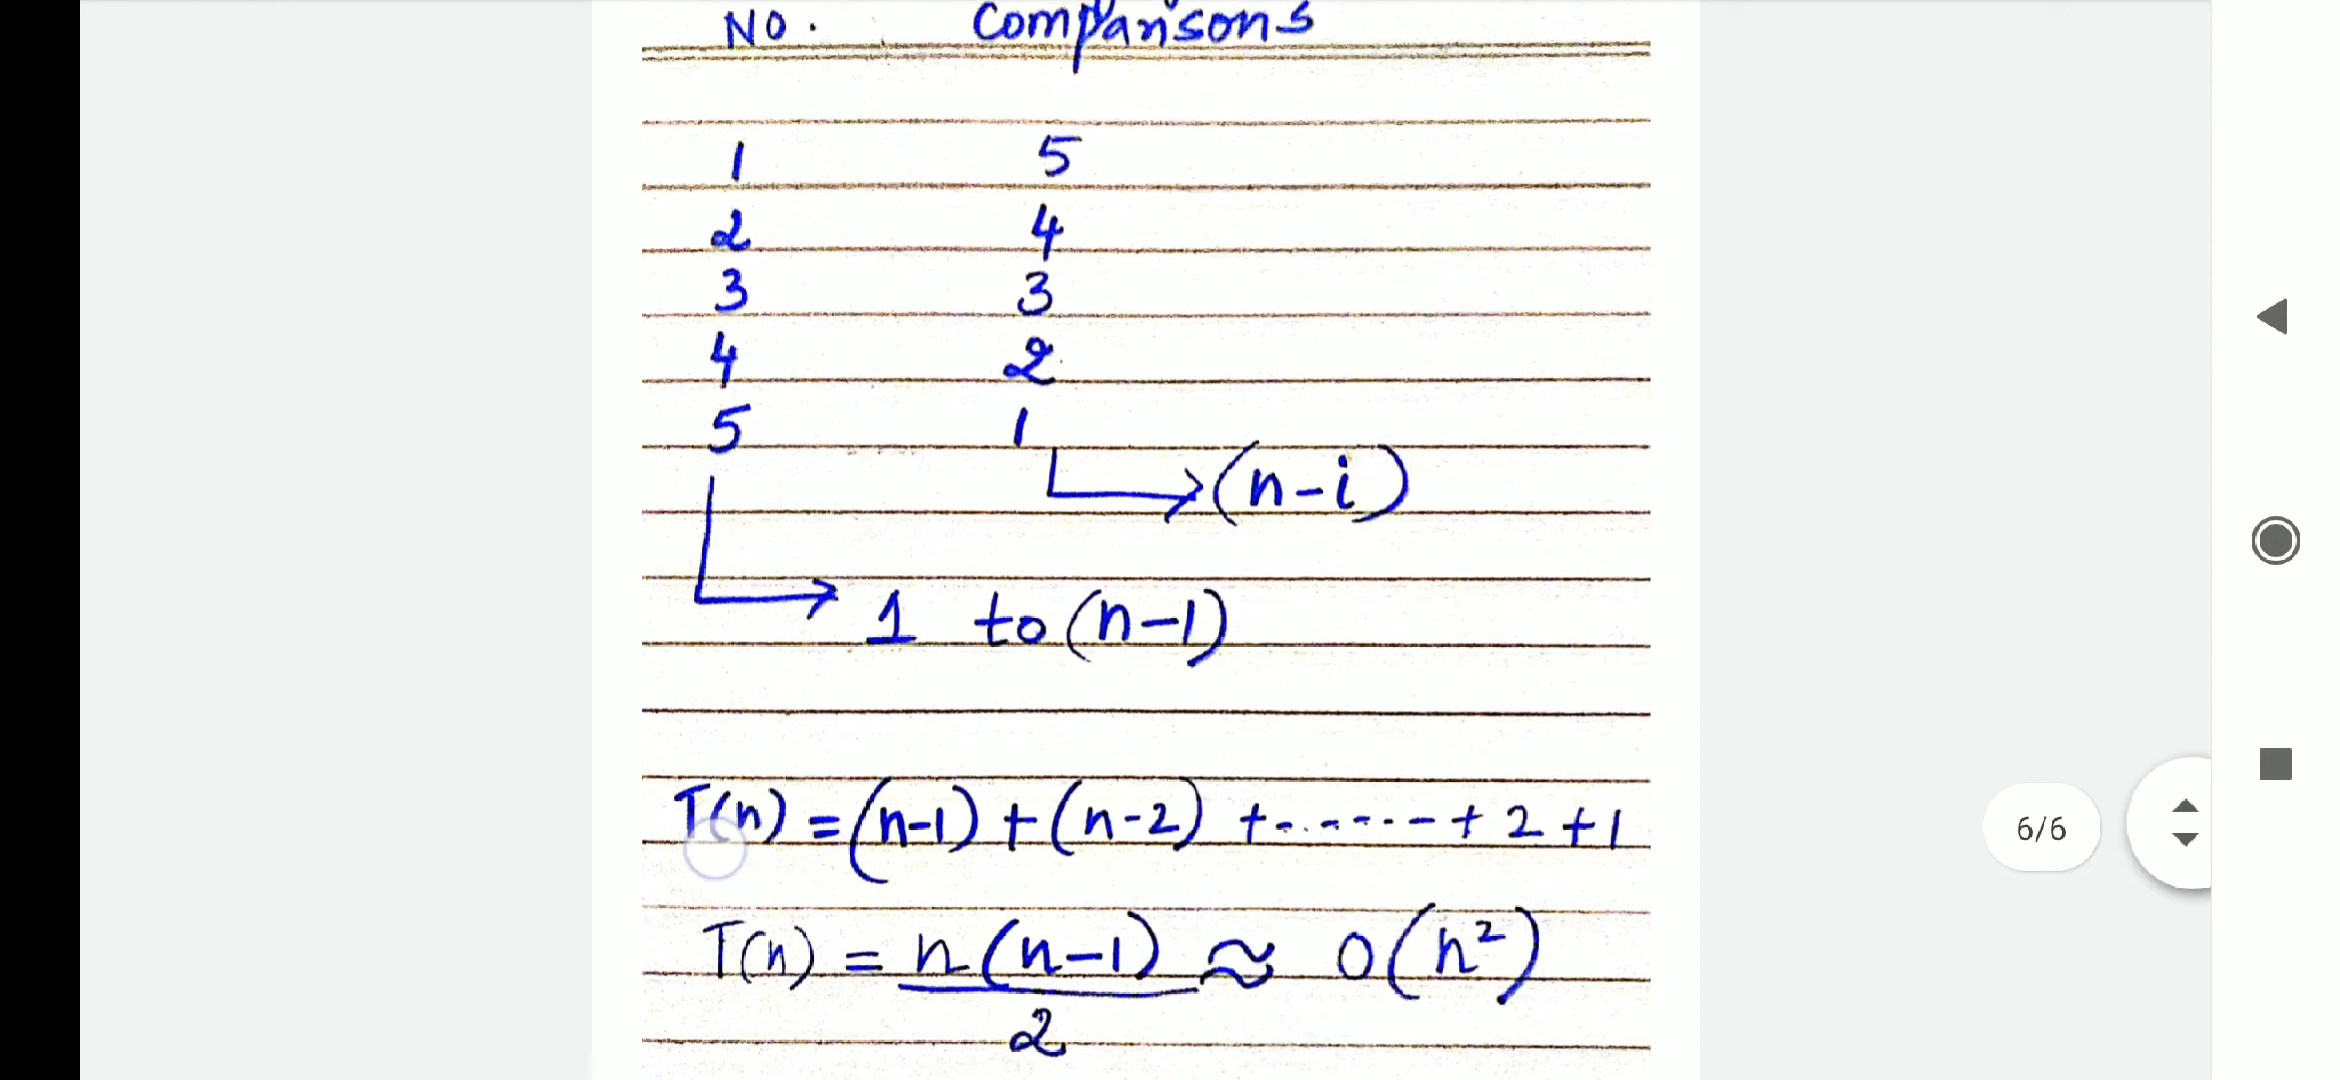 No. Comparisons
1 5
2 4
3 3
4 2
5 1
(n-i)
1 to (n-1)
T(n) = (n-1) + (n-2) +-------+ 2 + 1
T(n) = n(n-1) ≈ O(n²)
2
6/6